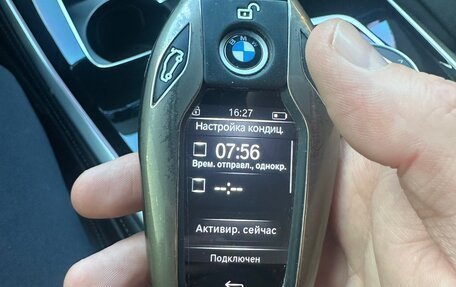 BMW
16:27
Настройка кондиц.
07:56
Врем. отправл., однокр.
--:--
Активир. сейчас
Подключен